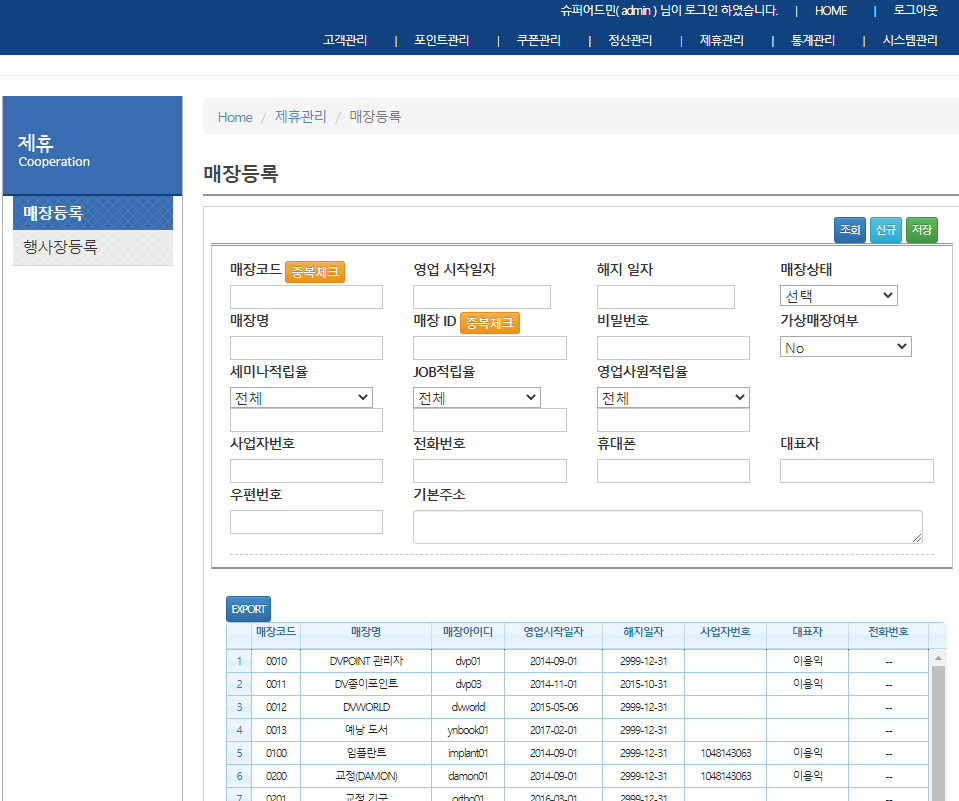 슈퍼어드민( admin ) 님이 로그인 하였습니다. | HOME | 로그아웃
고객관리 | 포인트관리 | 쿠폰관리 | 정산관리 | 제휴관리 | 통계관리 | 시스템관리
제휴
Cooperation
매장등록
행사장등록
Home / 제휴관리 / 매장등록
매장등록
조회 신규 저장
매장코드 중복체크 영업 시작일자 해지 일자 매장상태
선택
매장명 매장 ID 중복체크 비밀번호 가상매장여부
No
세미나적립율 JOB적립율 영업사원적립율
전체 전체 전체
사업자번호 전화번호 휴대폰 대표자
우편번호 기본주소
EXPORT
매장코드 매장명 매장아이디 영업시작일자 해지일자 사업자번호 대표자 전화번호
1 0010 DVPOINT 관리자 dvp01 2014-09-01 2999-12-31 이용익 --
2 0011 DV종이포인트 dvp03 2014-11-01 2015-10-31 이용익 --
3 0012 DVWORLD dvworld 2015-05-06 2999-12-31 --
4 0013 예낭 도서 ynbook01 2017-02-01 2999-12-31 --
5 0100 임플란트 implant01 2014-09-01 2999-12-31 1048143063 이용익 --
6 0200 교정(DAMON) damon01 2014-09-01 2999-12-31 1048143063 이용익 --
7 0201 교정 기구 ortho01 2016-03-01 2999-12-31 --